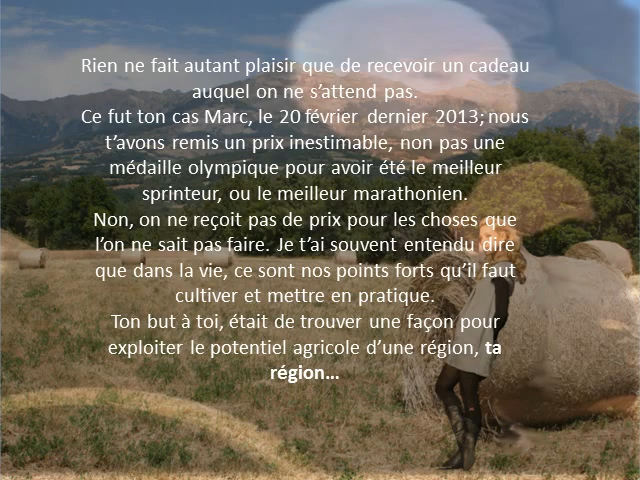 Rien ne fait autant plaisir que de recevoir un cadeau
auquel on ne s’attend pas.
Ce fut ton cas Marc, le 20 février dernier 2013; nous
t’avons remis un prix inestimable, non pas une
médaille olympique pour avoir été le meilleur
sprinteur, ou le meilleur marathonien.
Non, on ne reçoit pas de prix pour les choses que
l’on ne sait pas faire. Je t’ai souvent entendu dire
que dans la vie, ce sont nos points forts qu’il faut
cultiver et mettre en pratique.
Ton but à toi, était de trouver une façon pour
exploiter le potentiel agricole d’une région, ta
région…